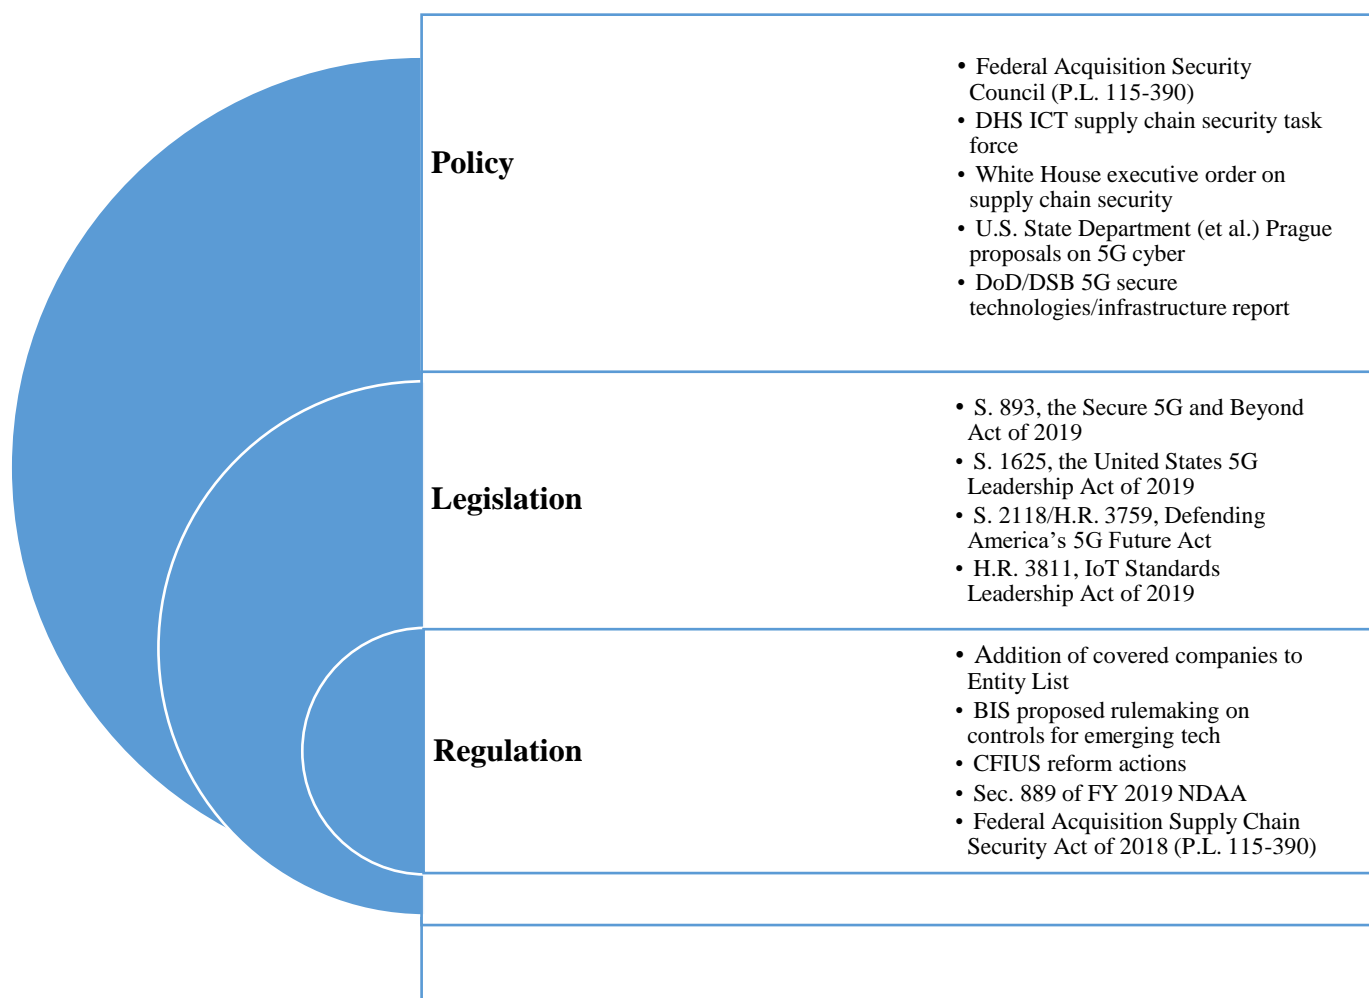 Policy
• Federal Acquisition Security
Council (P.L. 115-390)
• DHS ICT supply chain security task
force
• White House executive order on
supply chain security
• U.S. State Department (et al.) Prague
proposals on 5G cyber
• DoD/DSB 5G secure
technologies/infrastructure report
Legislation
• S. 893, the Secure 5G and Beyond
Act of 2019
• S. 1625, the United States 5G
Leadership Act of 2019
• S. 2118/H.R. 3759, Defending
America’s 5G Future Act
• H.R. 3811, IoT Standards
Leadership Act of 2019
Regulation
• Addition of covered companies to
Entity List
• BIS proposed rulemaking on
controls for emerging tech
• CFIUS reform actions
• Sec. 889 of FY 2019 NDAA
• Federal Acquisition Supply Chain
Security Act of 2018 (P.L. 115-390)